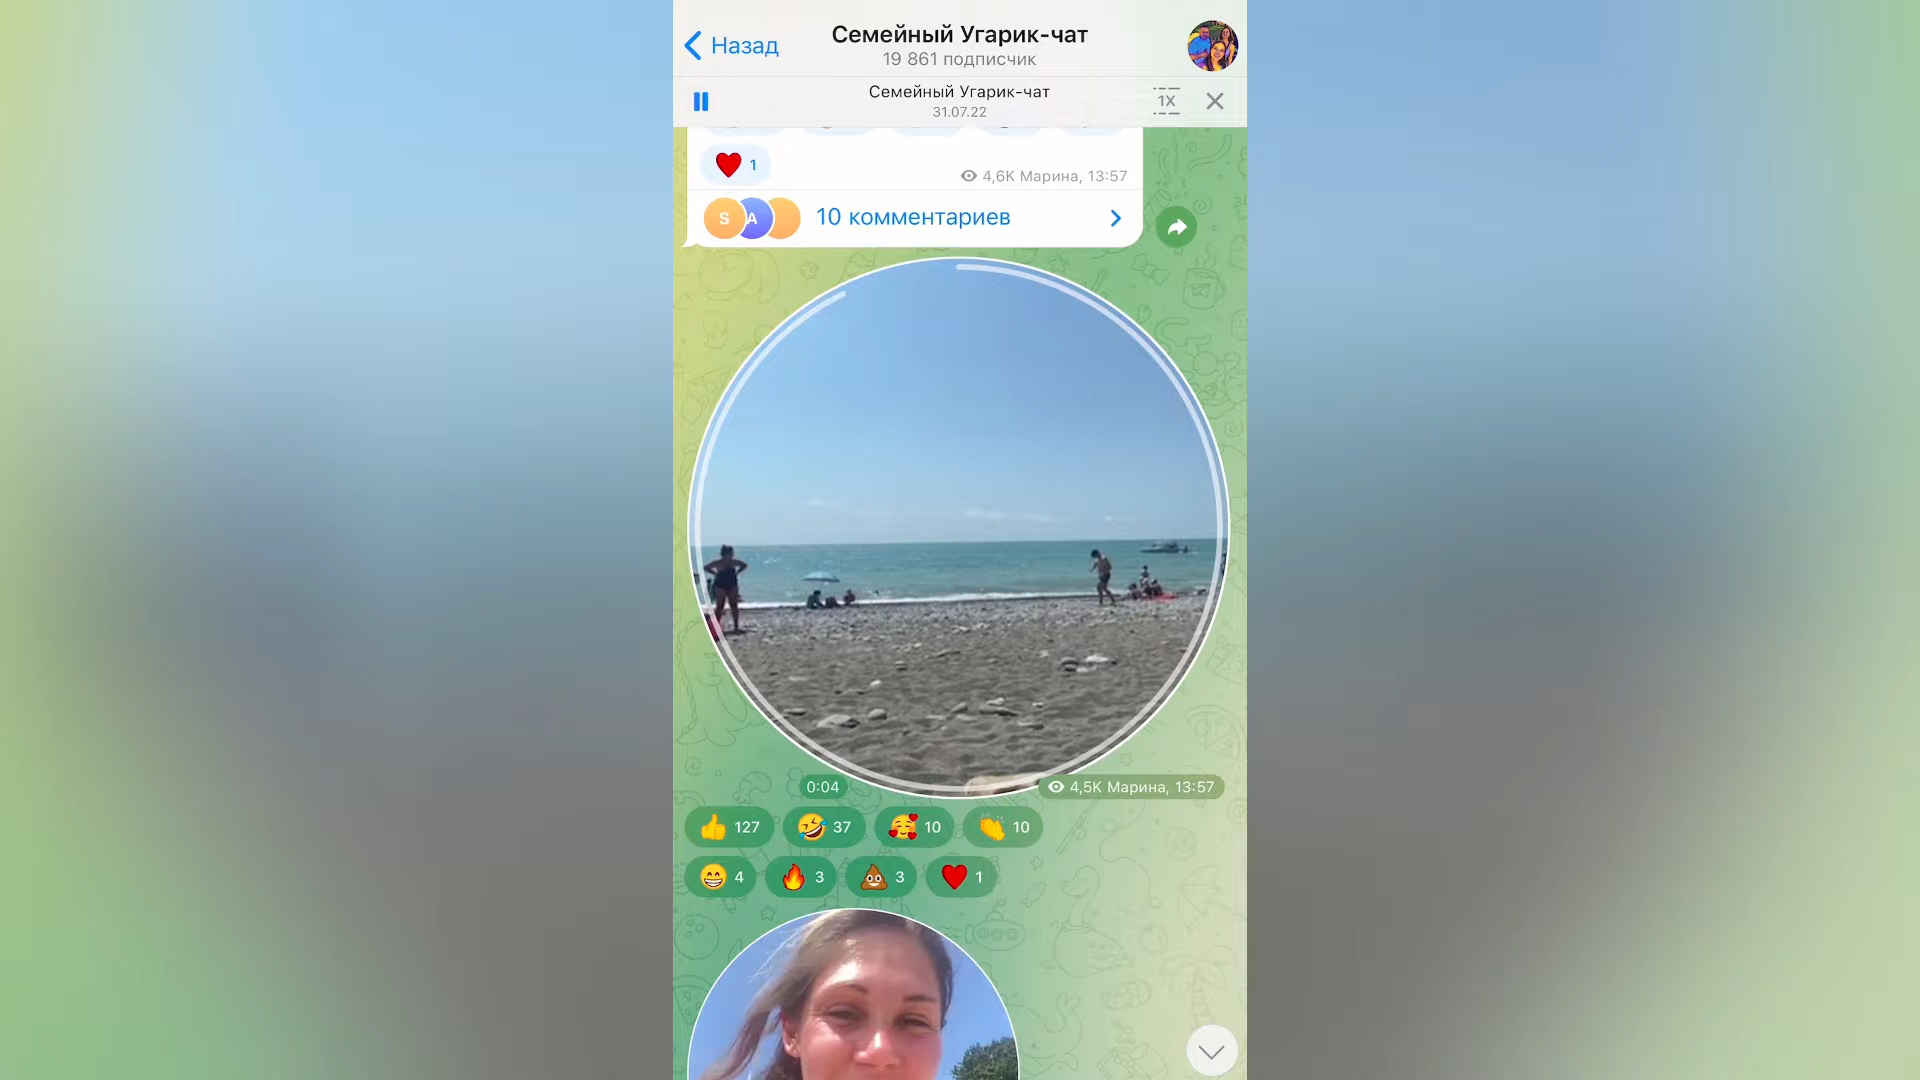 Назад
Семейный Угарик-чат
19 861 подписчик
Семейный Угарик-чат
31.07.22
1X
1
4,6K Марина, 13:57
S A
10 комментариев
0:04
4,5K Марина, 13:57
127 37 10 10
4 3 3 1